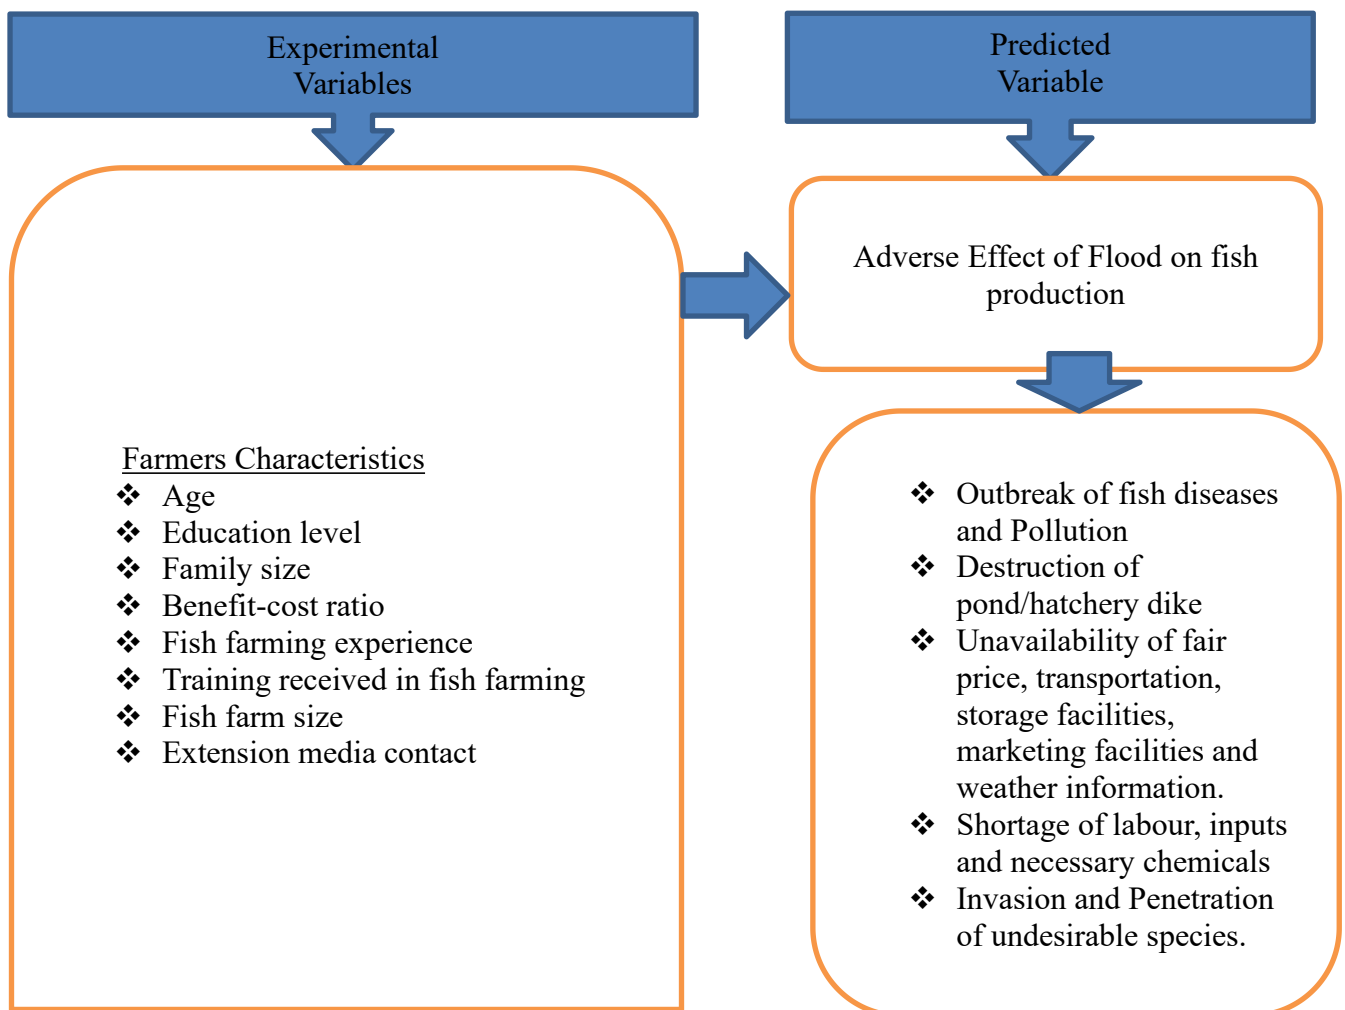 Experimental
Variables
Predicted
Variable
Adverse Effect of Flood on fish
production
Farmers Characteristics
❖ Age
❖ Education level
❖ Family size
❖ Benefit-cost ratio
❖ Fish farming experience
❖ Training received in fish farming
❖ Fish farm size
❖ Extension media contact
❖ Outbreak of fish diseases
and Pollution
❖ Destruction of
pond/hatchery dike
❖ Unavailability of fair
price, transportation,
storage facilities,
marketing facilities and
weather information.
❖ Shortage of labour, inputs
and necessary chemicals
❖ Invasion and Penetration
of undesirable species.